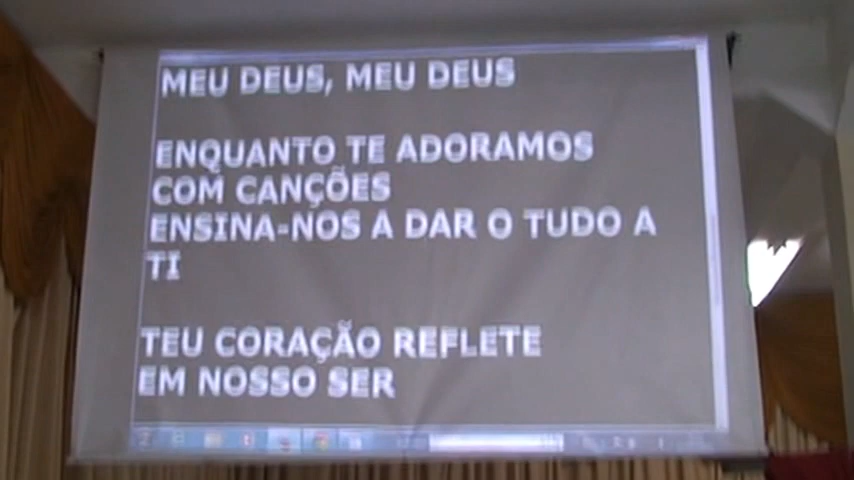 MEU DEUS, MEU DEUS
ENQUANTO TE ADORAMOS
COM CANÇÕES
ENSINA-NOS A DAR O TUDO A
TI
TEU CORAÇÃO REFLETE
EM NOSSO SER